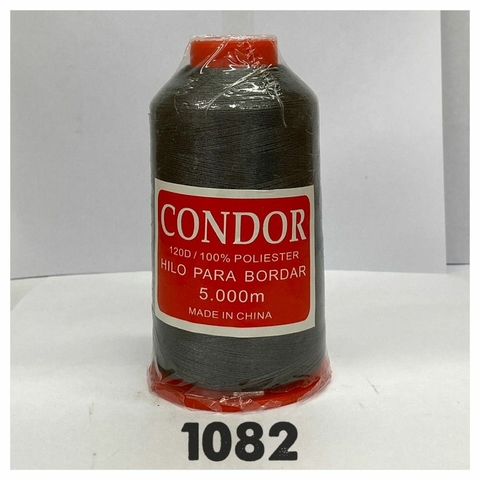 CONDOR
120D / 100% POLIESTER
HILO PARA BORDAR
5.000m
MADE IN CHINA
1082